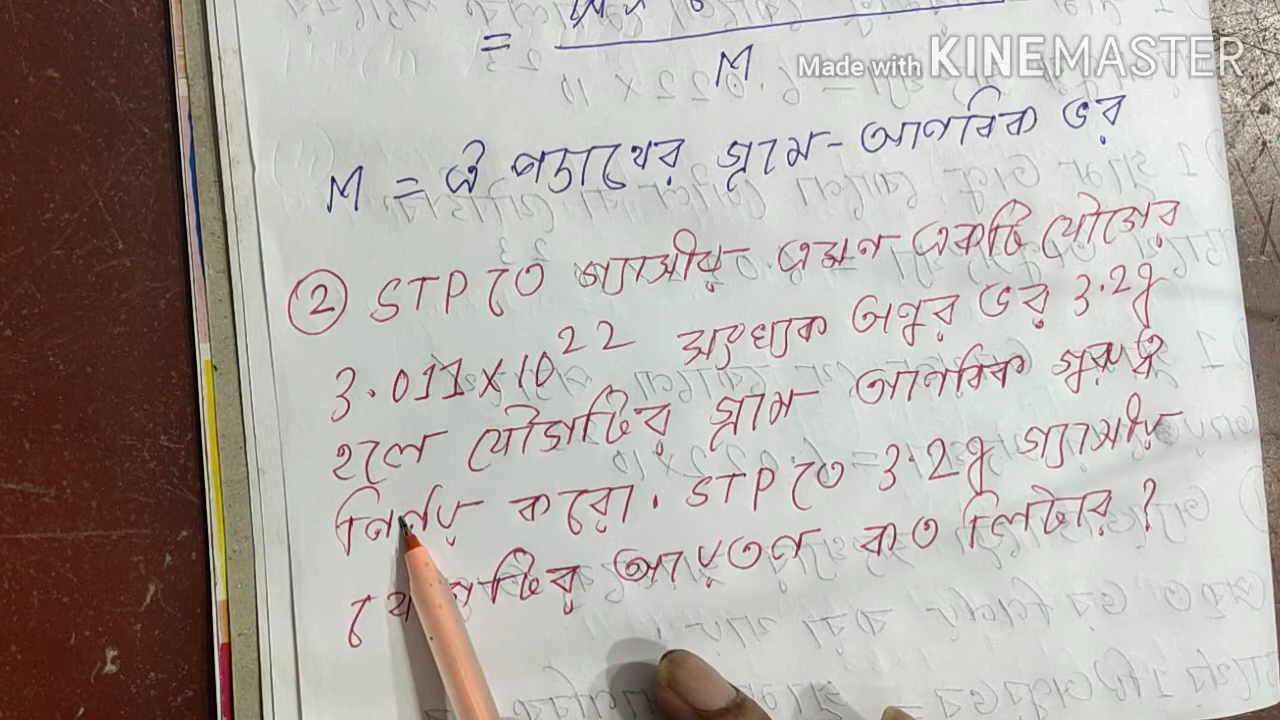 Made with KINEMASTER
=
M
M = ঐ পদার্থের গ্রাম-আণবিক ভর
② STP তে গ্যাসীয় এমন একটি যৌগের
3.011×10²² সংখ্যক অণুর ভর 3.2g
হলে যৌগটির গ্রাম আণবিক গুরুত্ব
নির্ণয় করো. STP তে 3.2g গ্যাসীয়
আয়তন কত লিটার?